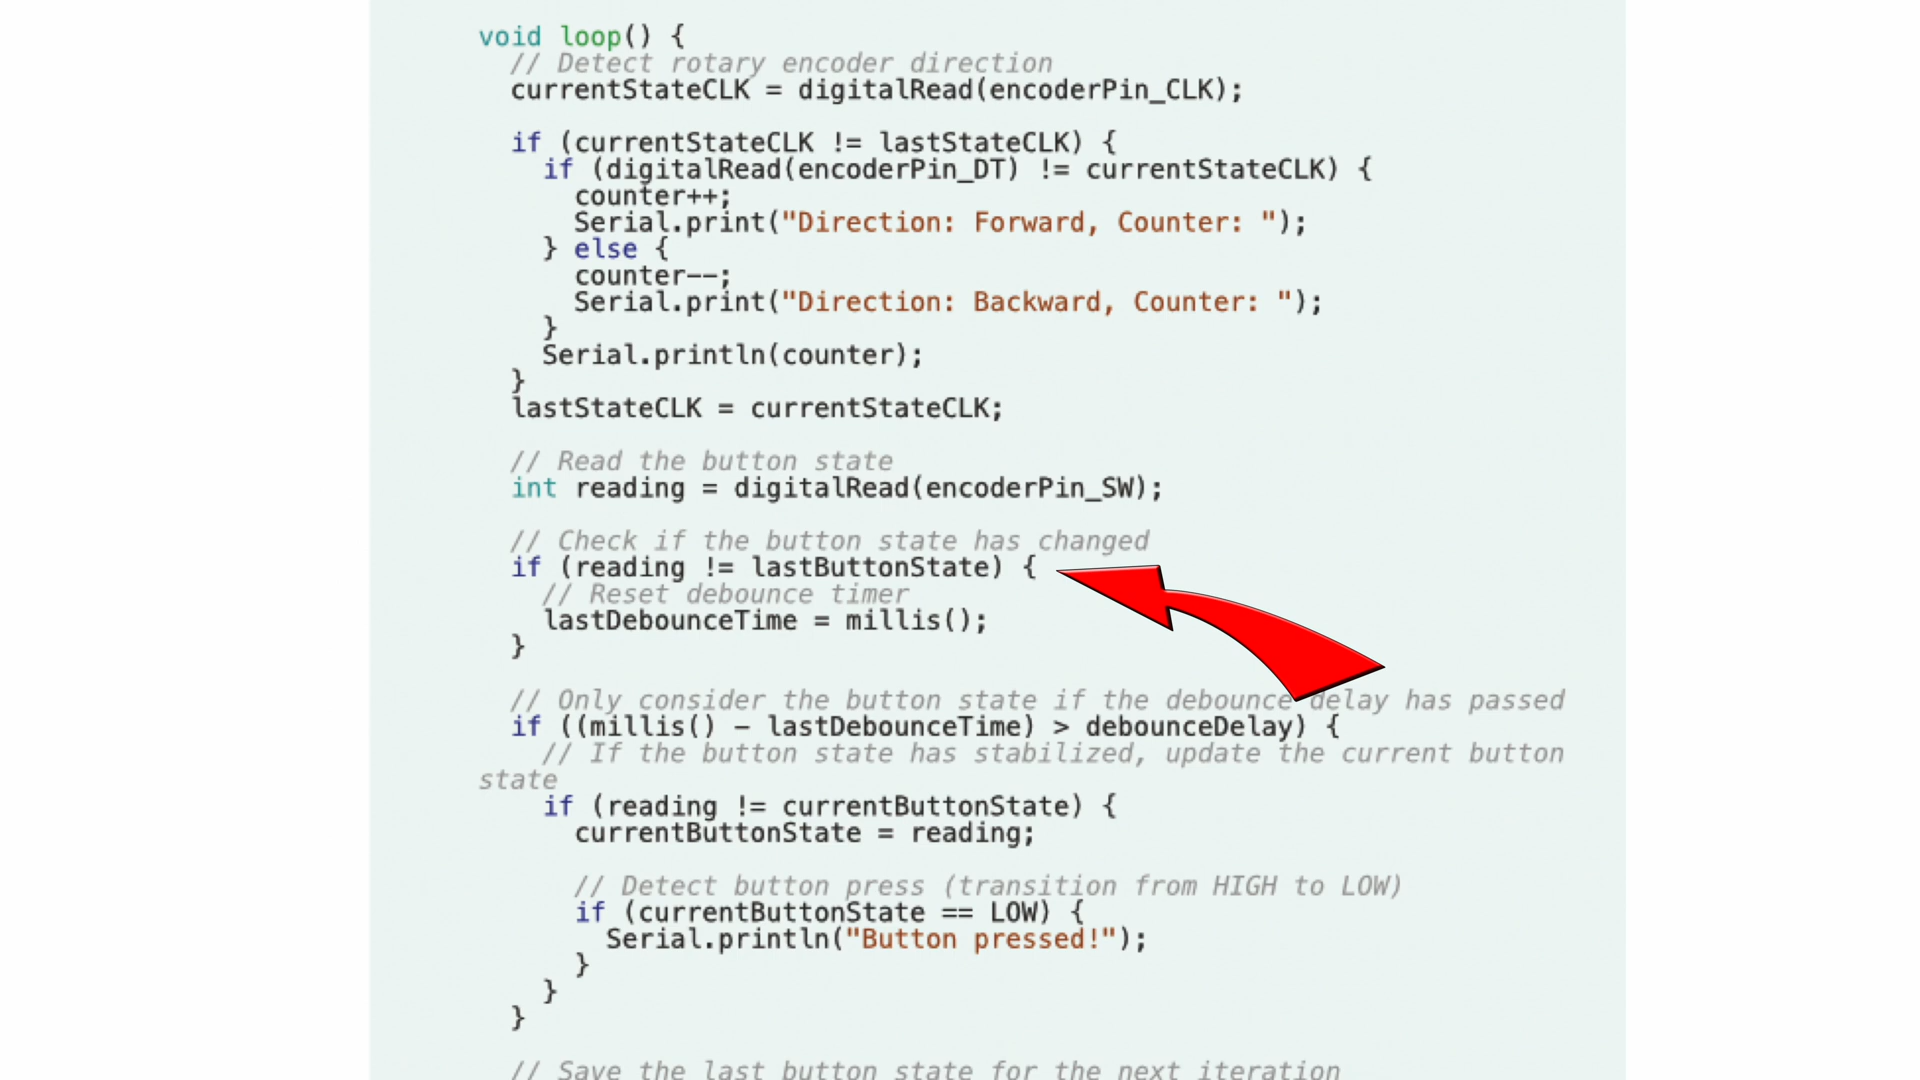 void loop() {
// Detect rotary encoder direction
currentStateCLK = digitalRead(encoderPin_CLK);
if (currentStateCLK != lastStateCLK) {
if (digitalRead(encoderPin_DT) != currentStateCLK) {
counter++;
Serial.print("Direction: Forward, Counter: ");
} else {
counter--;
Serial.print("Direction: Backward, Counter: ");
}
Serial.println(counter);
}
lastStateCLK = currentStateCLK;
// Read the button state
int reading = digitalRead(encoderPin_SW);
// Check if the button state has changed
if (reading != lastButtonState) {
// Reset debounce timer
lastDebounceTime = millis();
}
// Only consider the button state if the debounce delay has passed
if ((millis() - lastDebounceTime) > debounceDelay) {
// If the button state has stabilized, update the current button
state
if (reading != currentButtonState) {
currentButtonState = reading;
// Detect button press (transition from HIGH to LOW)
if (currentButtonState == LOW) {
Serial.println("Button pressed!");
}
}
}
// Save the last button state for the next iteration